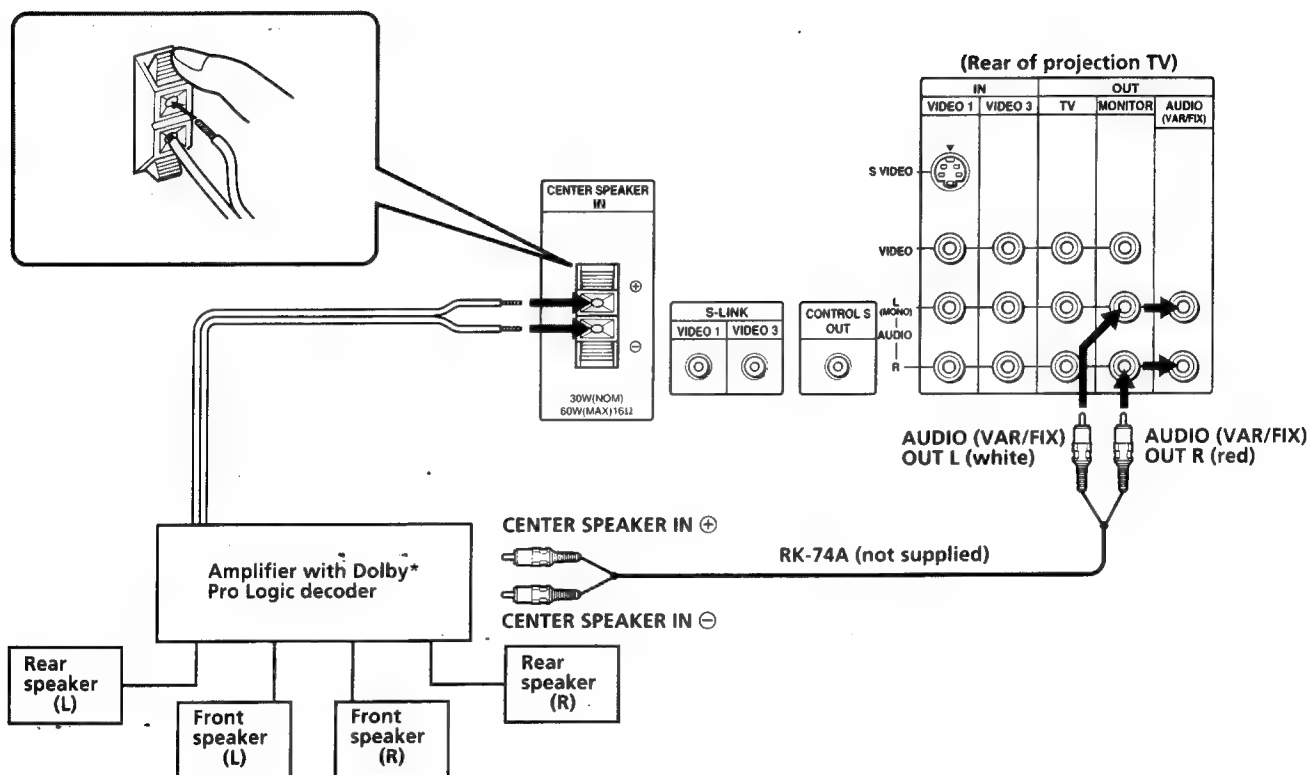 (Rear of projection TV)
IN
OUT
VIDEO 1
VIDEO 3
TV
MONITOR
AUDIO
(VAR/FIX)
S VIDEO
VIDEO
L
(MONO)
AUDIO
R
CENTER SPEAKER
IN
⊕
⊖
30W(NOM)
60W(MAX)16Ω
S-LINK
VIDEO 1
VIDEO 3
CONTROL S
OUT
AUDIO (VAR/FIX)
OUT L (white)
AUDIO (VAR/FIX)
OUT R (red)
CENTER SPEAKER IN ⊕
RK-74A (not supplied)
CENTER SPEAKER IN ⊖
Amplifier with Dolby*
Pro Logic decoder
Rear
speaker
(L)
Front
speaker
(L)
Front
speaker
(R)
Rear
speaker
(R)